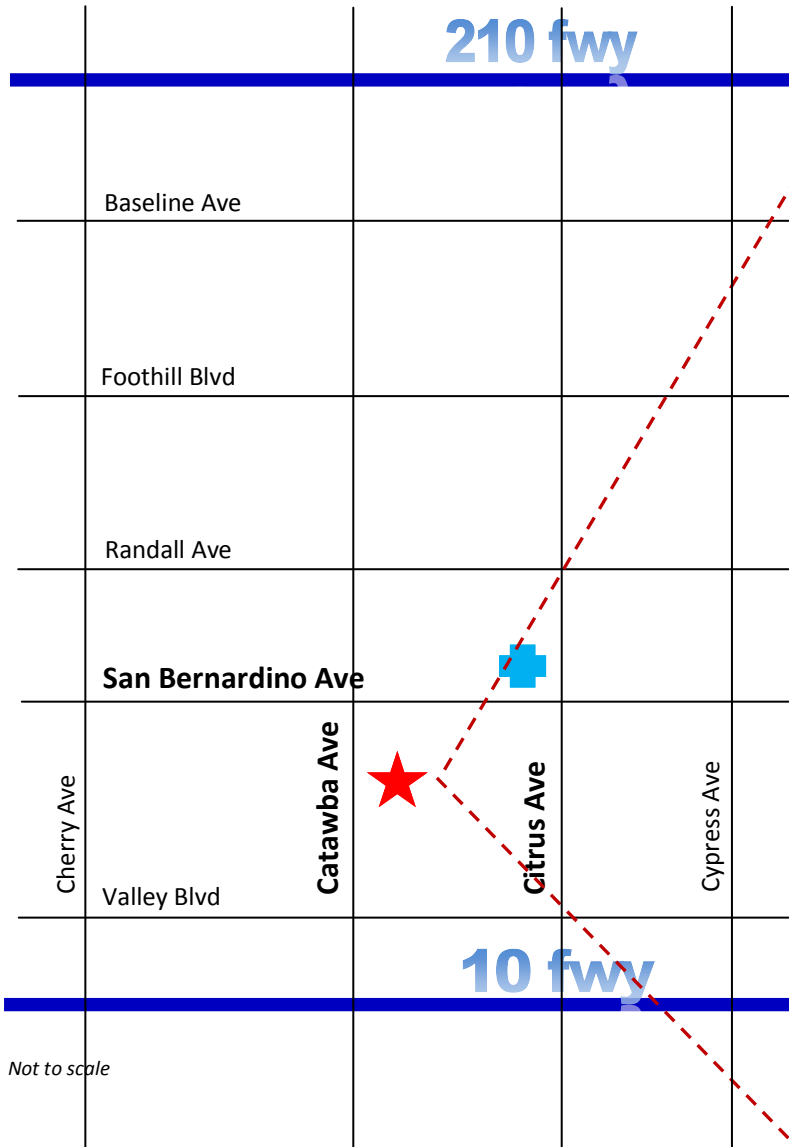 210 fwy
Baseline Ave
Foothill Blvd
Randall Ave
San Bernardino Ave
Cherry Ave
Catawba Ave
Citrus Ave
Cypress Ave
Valley Blvd
10 fwy
Not to scale